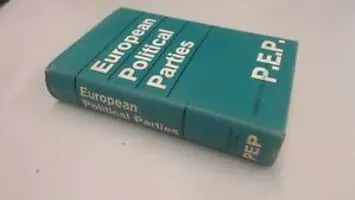 European
Political
Parties
P.E.P.
European
Political Parties
PEP